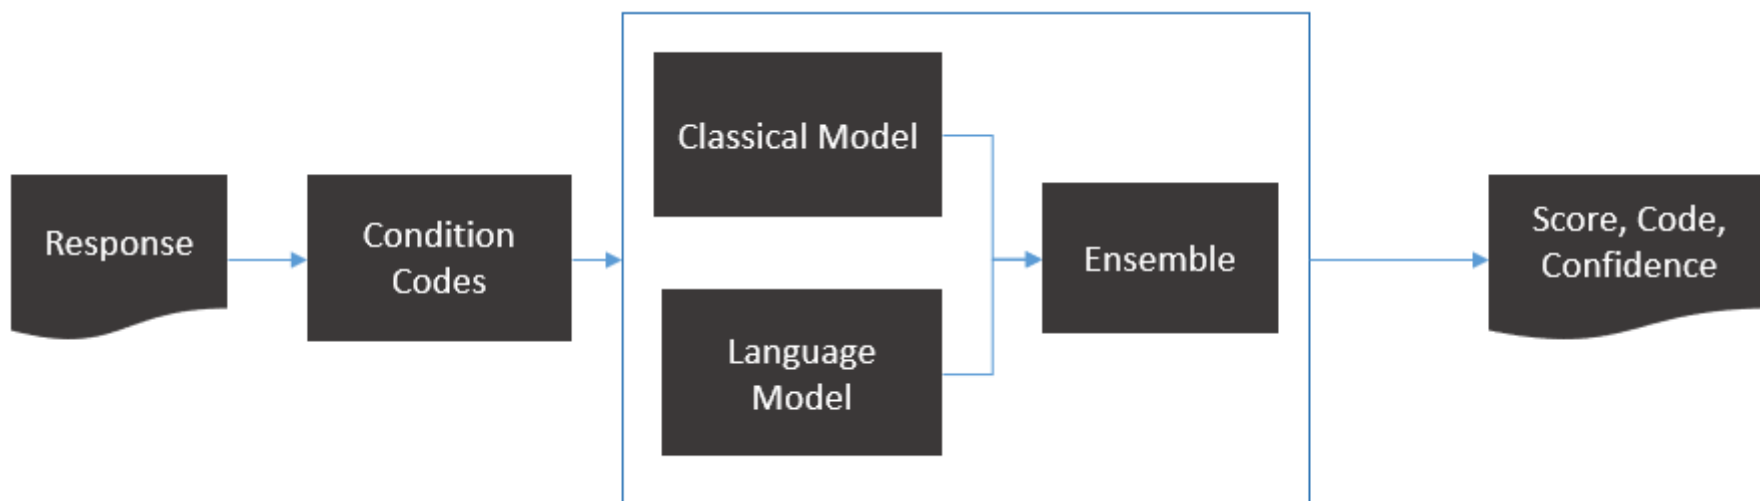 Response
Condition
Codes
Classical Model
Language
Model
Ensemble
Score, Code,
Confidence